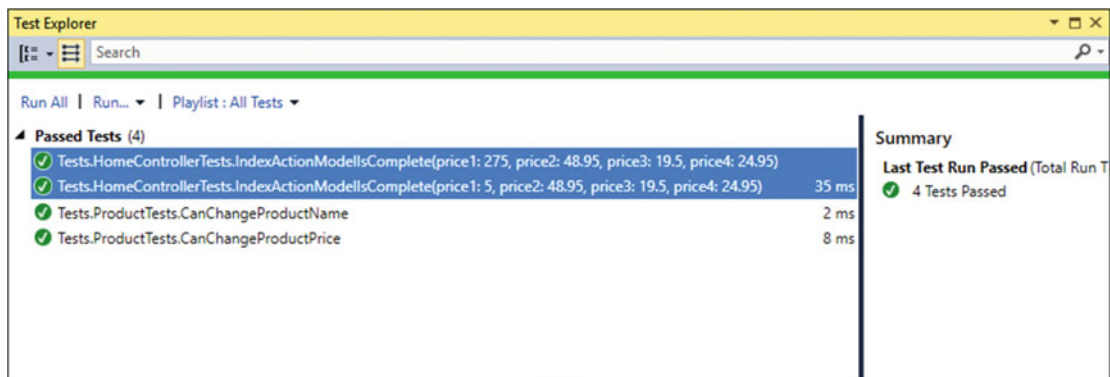 Test Explorer
Search
Run All | Run... | Playlist : All Tests
Passed Tests (4)
Tests.HomeControllerTests.IndexActionModelIsComplete(price1: 275, price2: 48.95, price3: 19.5, price4: 24.95)
Tests.HomeControllerTests.IndexActionModelIsComplete(price1: 5, price2: 48.95, price3: 19.5, price4: 24.95) 35 ms
Tests.ProductTests.CanChangeProductName 2 ms
Tests.ProductTests.CanChangeProductPrice 8 ms
Summary
Last Test Run Passed (Total Run T
4 Tests Passed